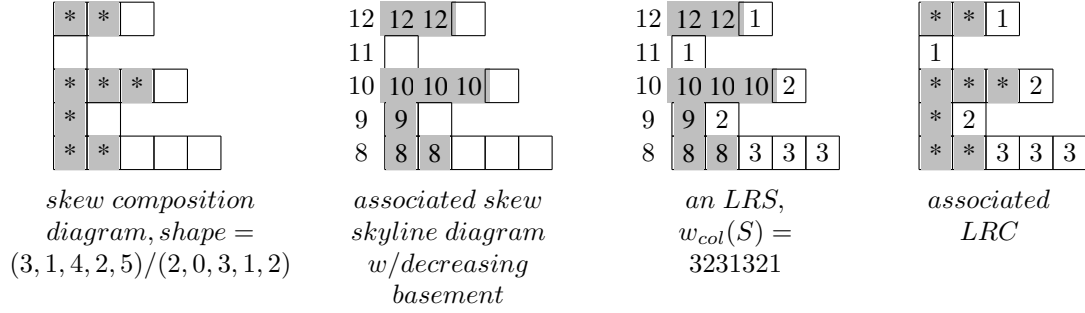 * *
* * *
*
* *
skew composition
diagram, shape =
(3, 1, 4, 2, 5)/(2, 0, 3, 1, 2)
12 12 12
11
10 10 10 10
9 9
8 8 8
associated skew
skyline diagram
w/decreasing
basement
12 12 12 1
11 1
10 10 10 10 2
9 9 2
8 8 8 3 3 3
an LRS,
w_{col}(S) =
3231321
* * 1
1
* * * 2
* 2
* * 3 3 3
associated
LRC